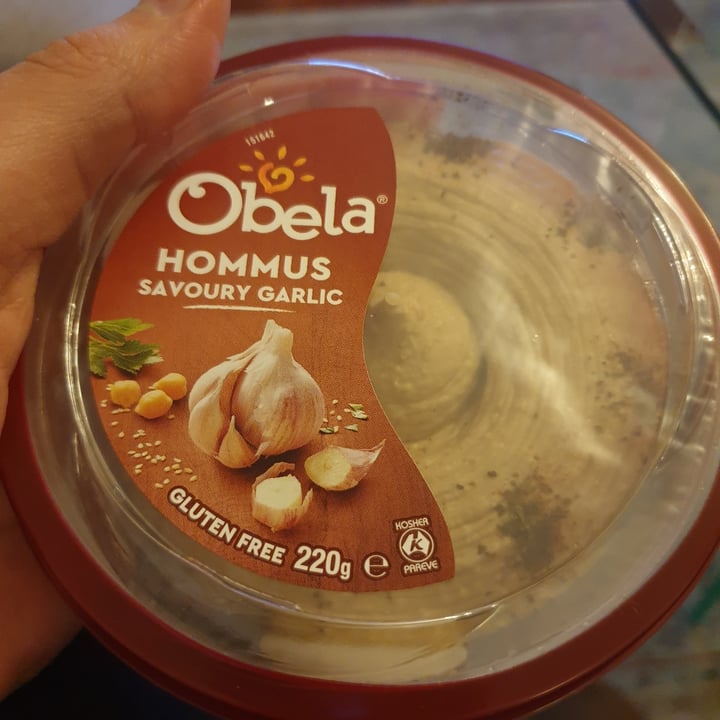 151642
Obela®
HOMMUS
SAVOURY GARLIC
GLUTEN FREE 220g e
KOSHER
K
PAREVE